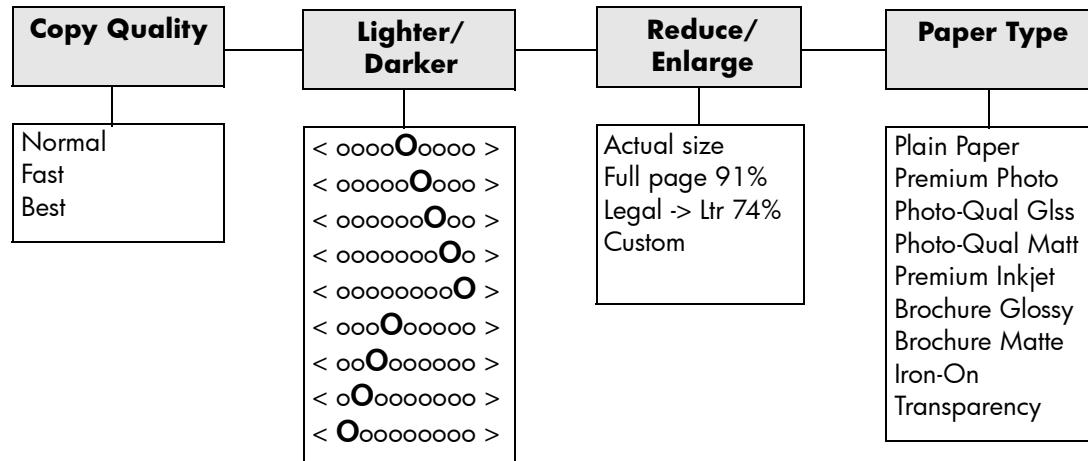 Copy Quality
Normal
Fast
Best
Lighter/
Darker
< ooooOoooo >
< oooooOooo >
< ooooooOoo >
< oooooooOo >
< ooooooooO >
< oooOooooo >
< ooOoooooo >
< oOooooooo >
< Ooooooooo >
Reduce/
Enlarge
Actual size
Full page 91%
Legal -> Ltr 74%
Custom
Paper Type
Plain Paper
Premium Photo
Photo-Qual Glss
Photo-Qual Matt
Premium Inkjet
Brochure Glossy
Brochure Matte
Iron-On
Transparency